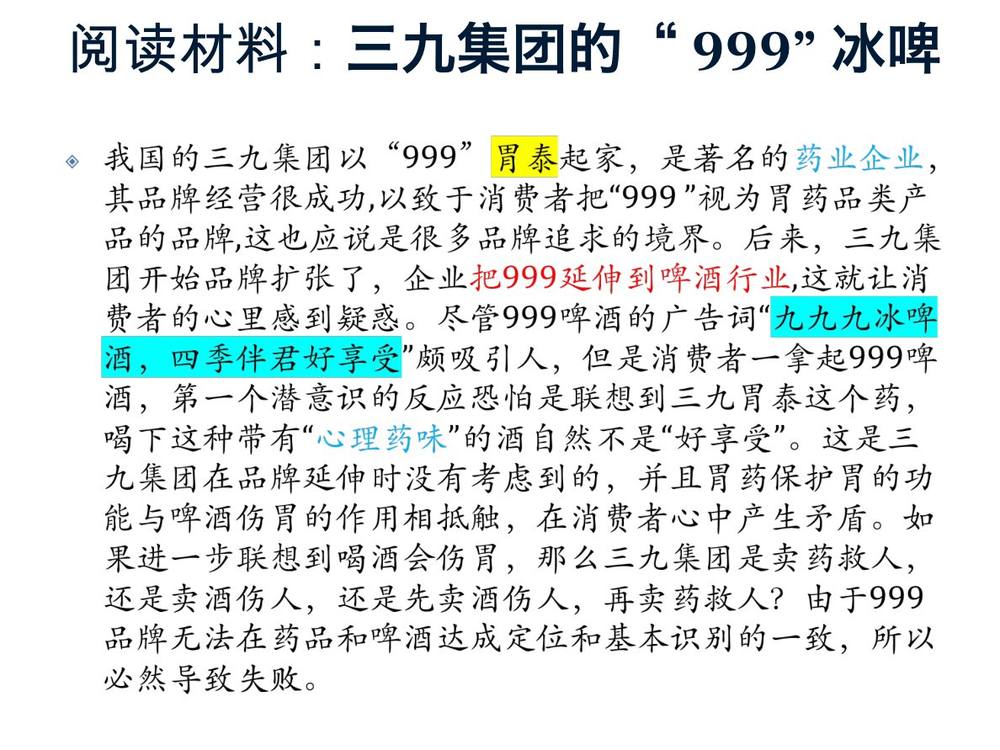 阅读材料：三九集团的“999”冰啤
我国的三九集团以“999”胃泰起家，是著名的药业企业，
其品牌经营很成功,以致于消费者把“999”视为胃药品类产
品的品牌,这也应说是很多品牌追求的境界。后来，三九集
团开始品牌扩张了，企业把999延伸到啤酒行业,这就让消
费者的心里感到疑惑。尽管999啤酒的广告词“九九九冰啤
酒，四季伴君好享受”颇吸引人，但是消费者一拿起999啤
酒，第一个潜意识的反应恐怕是联想到三九胃泰这个药，
喝下这种带有“心理药味”的酒自然不是“好享受”。这是三
九集团在品牌延伸时没有考虑到的，并且胃药保护胃的功
能与啤酒伤胃的作用相抵触，在消费者心中产生矛盾。如
果进一步联想到喝酒会伤胃，那么三九集团是卖药救人，
还是卖酒伤人，还是先卖酒伤人，再卖药救人？由于999
品牌无法在药品和啤酒达成定位和基本识别的一致，所以
必然导致失败。